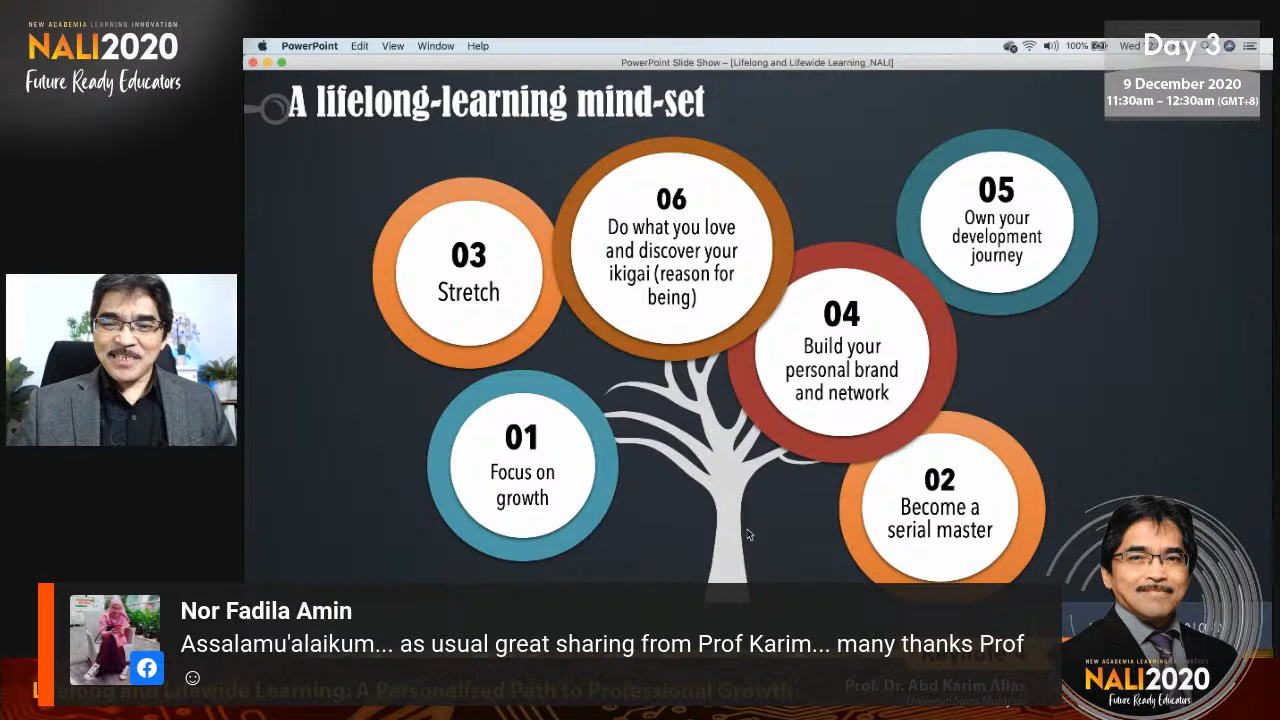 NEW ACADEMIA LEARNING INNOVATION
NALI2020
Future Ready Educators
PowerPoint Edit View Window Help
100%
Wed
Day 3
9 December 2020
11:30am – 12:30am (GMT+8)
PowerPoint Slide Show – [Lifelong and Lifewide Learning_NALI]
A lifelong-learning mind-set
03
Stretch
06
Do what you love
and discover your
ikigai (reason for
being)
05
Own your
development
journey
04
Build your
personal brand
and network
01
Focus on
growth
02
Become a
serial master
Nor Fadila Amin
Assalamu'alaikum... as usual great sharing from Prof Karim... many thanks Prof
☺
Lifelong and Lifewide Learning: A Personalized Path to Professional Growth
Prof. Dr. Abd Karim Alias
Universiti Sains Malaysia
NEW ACADEMIA LEARNING INNOVATION
NALI2020
Future Ready Educators